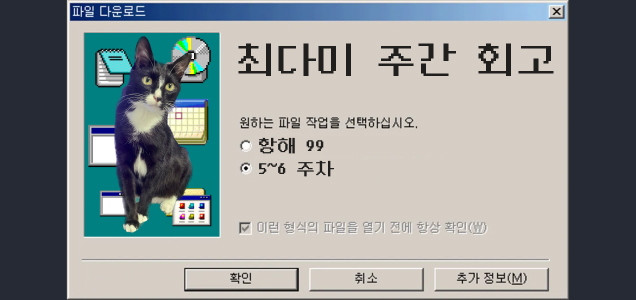 파일 다운로드
최다미 주간 회고
원하는 파일 작업을 선택하십시오.
항해 99
5~6 주차
이런 형식의 파일을 열기 전에 항상 확인(W)
확인
취소
추가 정보(M)